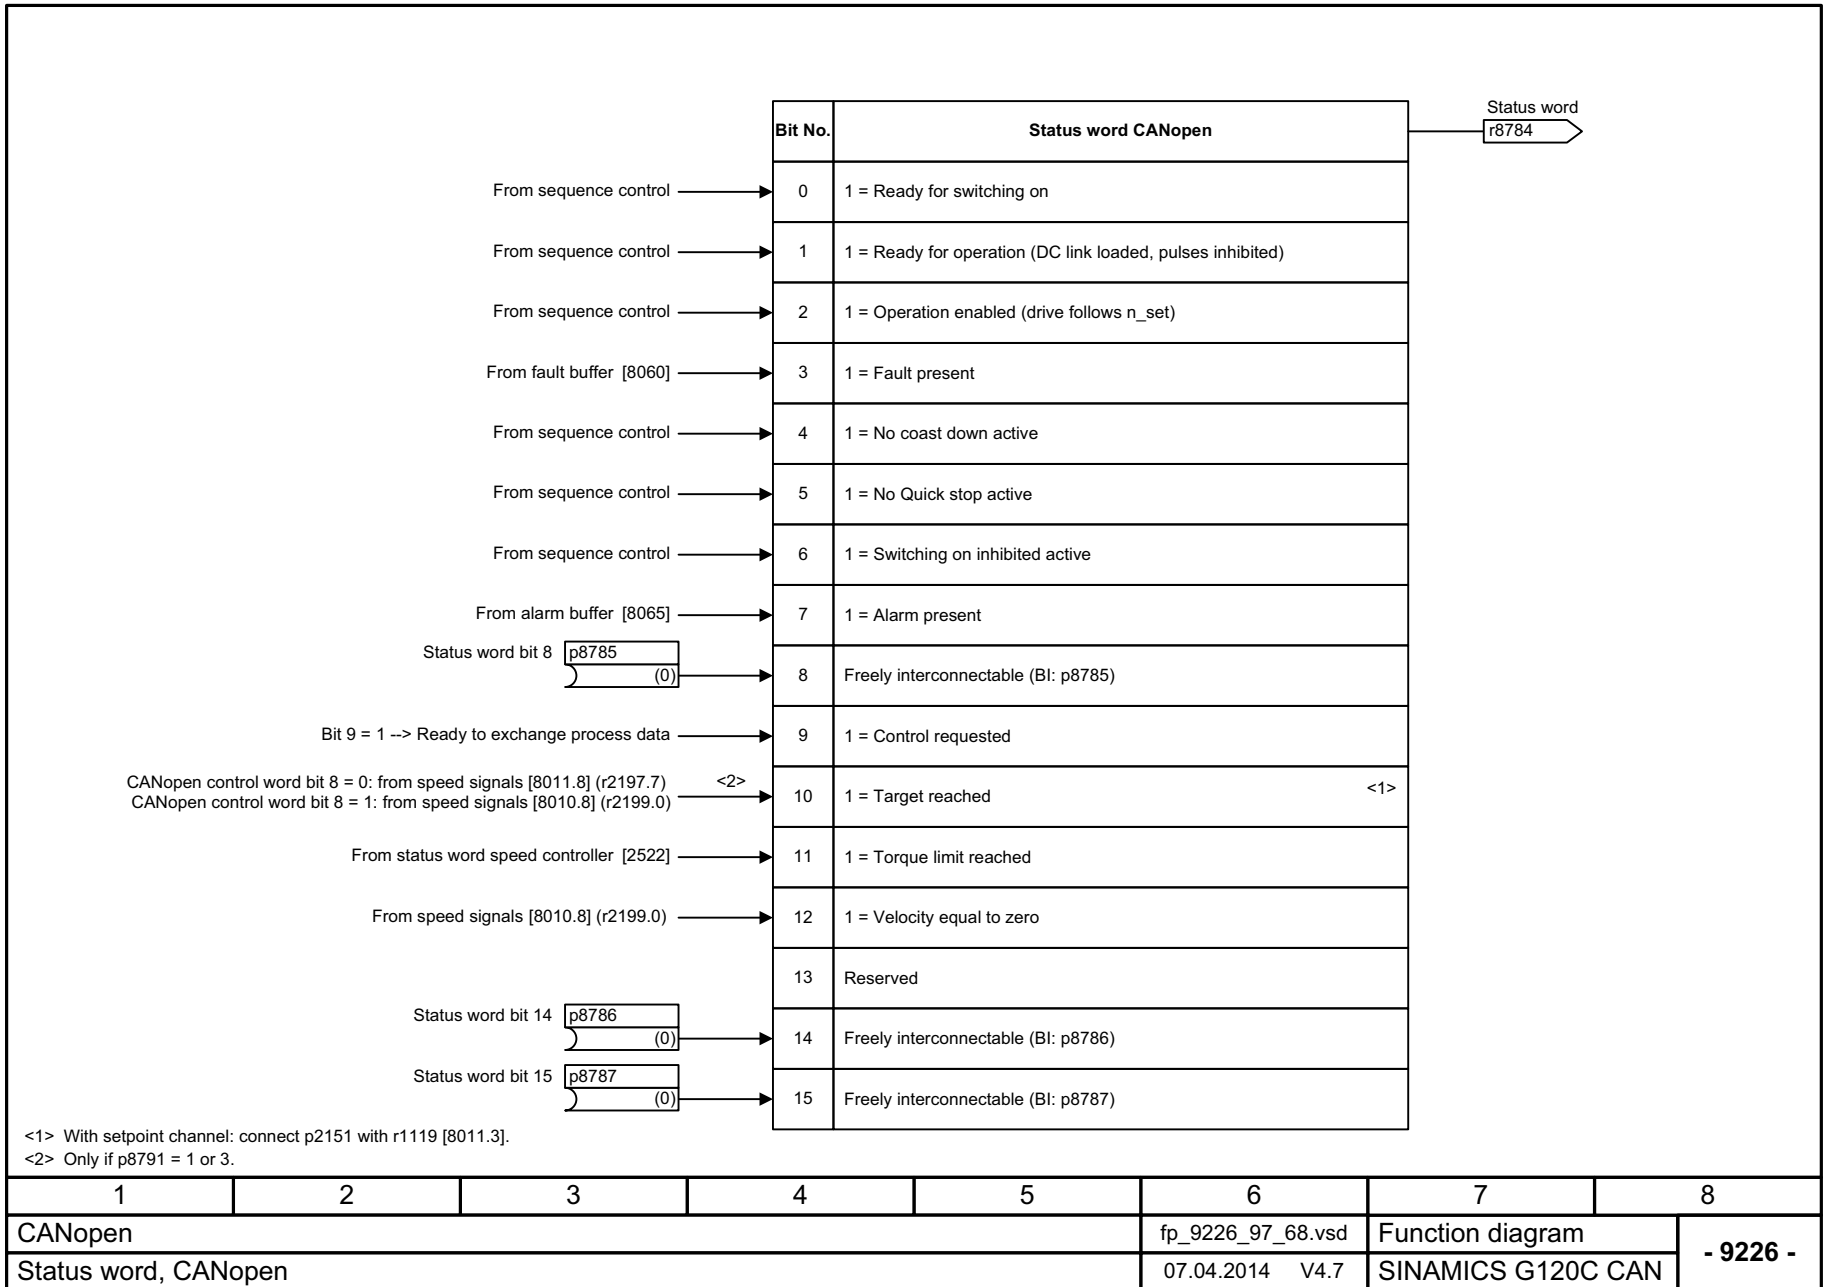 Status word
Bit No. Status word CANopen r8784
From sequence control 0 1 = Ready for switching on
From sequence control 1 1 = Ready for operation (DC link loaded, pulses inhibited)
From sequence control 2 1 = Operation enabled (drive follows n_set)
From fault buffer [8060] 3 1 = Fault present
From sequence control 4 1 = No coast down active
From sequence control 5 1 = No Quick stop active
From sequence control 6 1 = Switching on inhibited active
From alarm buffer [8065] 7 1 = Alarm present
Status word bit 8 p8785
(0) 8 Freely interconnectable (BI: p8785)
Bit 9 = 1 --> Ready to exchange process data 9 1 = Control requested
CANopen control word bit 8 = 0: from speed signals [8011.8] (r2197.7) <2>
CANopen control word bit 8 = 1: from speed signals [8010.8] (r2199.0)
10 1 = Target reached <1>
From status word speed controller [2522] 11 1 = Torque limit reached
From speed signals [8010.8] (r2199.0) 12 1 = Velocity equal to zero
13 Reserved
Status word bit 14 p8786
(0) 14 Freely interconnectable (BI: p8786)
Status word bit 15 p8787
(0) 15 Freely interconnectable (BI: p8787)
<1> With setpoint channel: connect p2151 with r1119 [8011.3].
<2> Only if p8791 = 1 or 3.
1 2 3 4 5 6 7 8
CANopen fp_9226_97_68.vsd Function diagram
- 9226 -
Status word, CANopen 07.04.2014 V4.7 SINAMICS G120C CAN